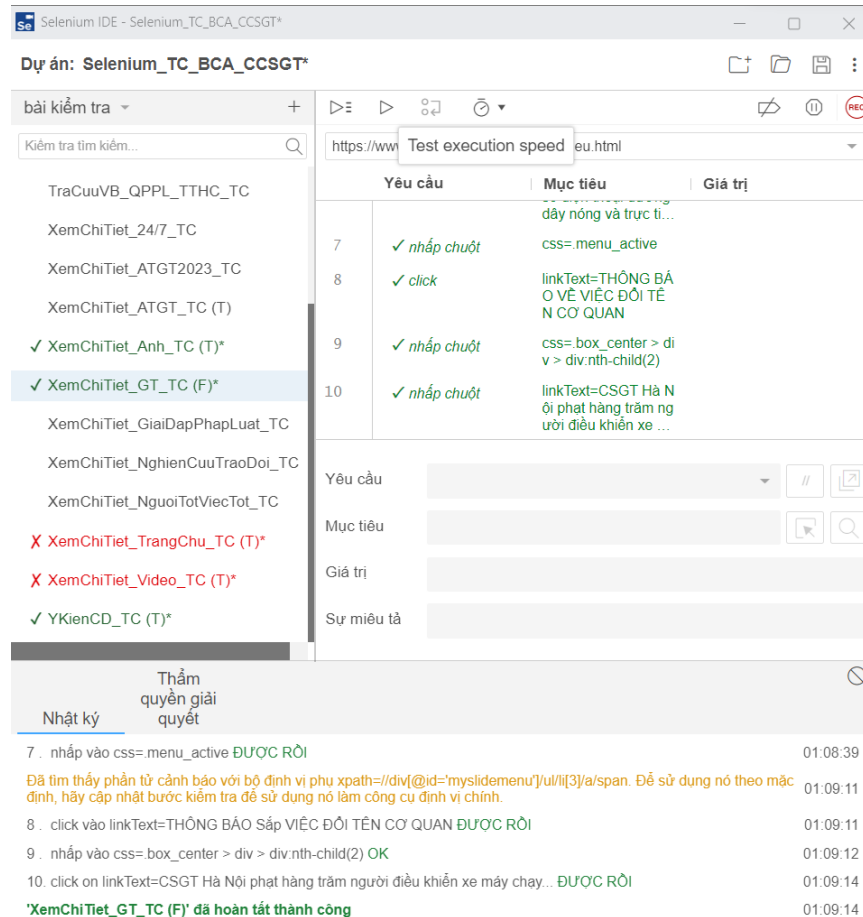 Selenium IDE - Selenium_TC_BCA_CCSGT*
Dự án: Selenium_TC_BCA_CCSGT*
bài kiểm tra
REC
Kiểm tra tìm kiếm...
https://ww
Test execution speed
eu.html
Yêu cầu Mục tiêu Giá trị
TraCuuVB_QPPL_TTHC_TC
XemChiTiet_24/7_TC
XemChiTiet_ATGT2023_TC
XemChiTiet_ATGT_TC (T)
✓ XemChiTiet_Anh_TC (T)*
✓ XemChiTiet_GT_TC (F)*
XemChiTiet_GiaiDapPhapLuat_TC
XemChiTiet_NghienCuuTraoDoi_TC
XemChiTiet_NguoiTotViecTot_TC
✗ XemChiTiet_TrangChu_TC (T)*
✗ XemChiTiet_Video_TC (T)*
✓ YKienCD_TC (T)*
dây nóng và trực ti...
7 ✓ nhấp chuột css=.menu_active
8 ✓ click linkText=THÔNG BÁ
O VỀ VIỆC ĐỔI TÊ
N CƠ QUAN
9 ✓ nhấp chuột css=.box_center > di
v > div:nth-child(2)
10 ✓ nhấp chuột linkText=CSGT Hà N
ội phạt hàng trăm ng
ười điều khiển xe ...
Yêu cầu
//
Mục tiêu
Giá trị
Sự miêu tả
Nhật ký
Thẩm
quyền giải
quyết
7 . nhấp vào css=.menu_active ĐƯỢC RỒI 01:08:39
Đã tìm thấy phần tử cảnh báo với bộ định vị phụ xpath=//div[@id='myslidemenu']/ul/li[3]/a/span. Để sử dụng nó theo mặc
định, hãy cập nhật bước kiểm tra để sử dụng nó làm công cụ định vị chính. 01:09:11
8 . click vào linkText=THÔNG BÁO Sắp VIỆC ĐỔI TÊN CƠ QUAN ĐƯỢC RỒI 01:09:11
9 . nhấp vào css=.box_center > div > div:nth-child(2) OK 01:09:12
10. click on linkText=CSGT Hà Nội phạt hàng trăm người điều khiển xe máy chạy... ĐƯỢC RỒI 01:09:14
'XemChiTiet_GT_TC (F)' đã hoàn tất thành công 01:09:14